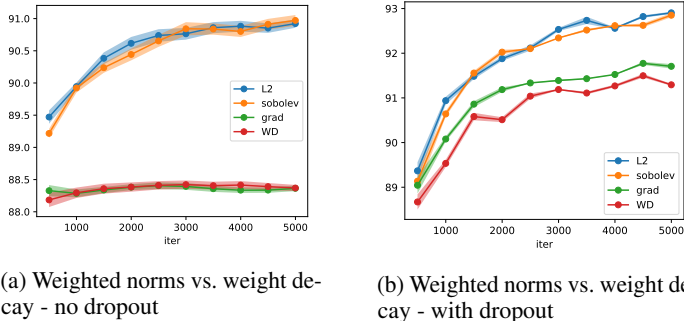 91.0
90.5
90.0
89.5
89.0
88.5
88.0
1000
2000
3000
4000
5000
iter
L2
sobolev
grad
WD
(a) Weighted norms vs. weight de-
cay - no dropout
93
92
91
90
89
1000
2000
3000
4000
5000
iter
L2
sobolev
grad
WD
(b) Weighted norms vs. weight de
cay - with dropout